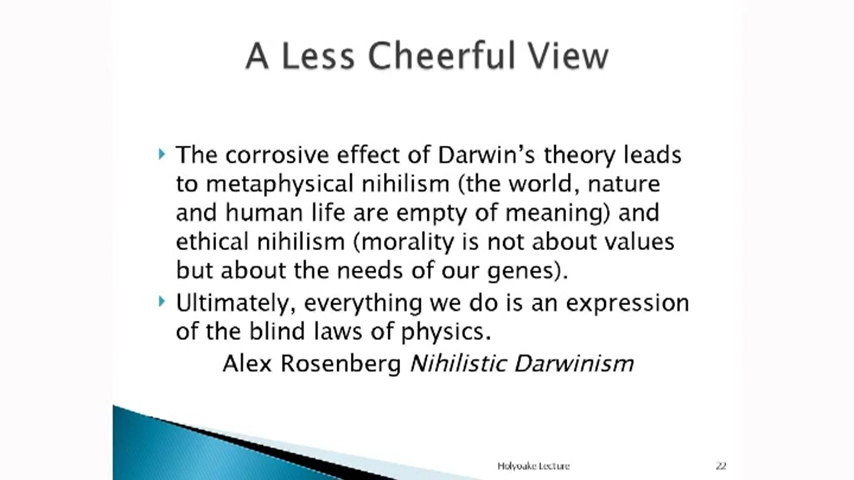 A Less Cheerful View
The corrosive effect of Darwin's theory leads
to metaphysical nihilism (the world, nature
and human life are empty of meaning) and
ethical nihilism (morality is not about values
but about the needs of our genes).
Ultimately, everything we do is an expression
of the blind laws of physics.
Alex Rosenberg Nihilistic Darwinism
Holyoake Lecture 22